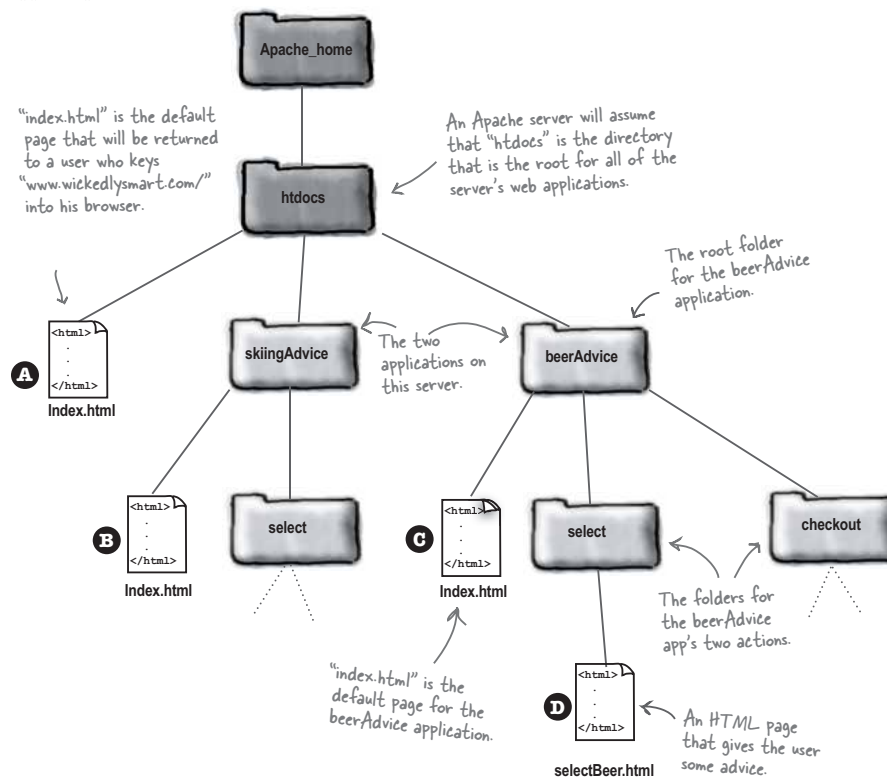 Apache_home
“index.html” is the default
page that will be returned
to a user who keys
“www.wickedlysmart.com/”
into his browser.
An Apache server will assume
that “htdocs” is the directory
that is the root for all of the
server’s web applications.
htdocs
The root folder
for the beerAdvice
application.
<html>
.
.
.
</html>
A
Index.html
skiingAdvice
The two
applications on
this server.
beerAdvice
<html>
.
.
.
</html>
B
Index.html
select
<html>
.
.
.
</html>
C
Index.html
select
checkout
The folders for
the beerAdvice
app’s two actions.
“index.html” is the
default page for the
beerAdvice application.
<html>
.
.
.
</html>
D
selectBeer.html
An HTML page
that gives the user
some advice.